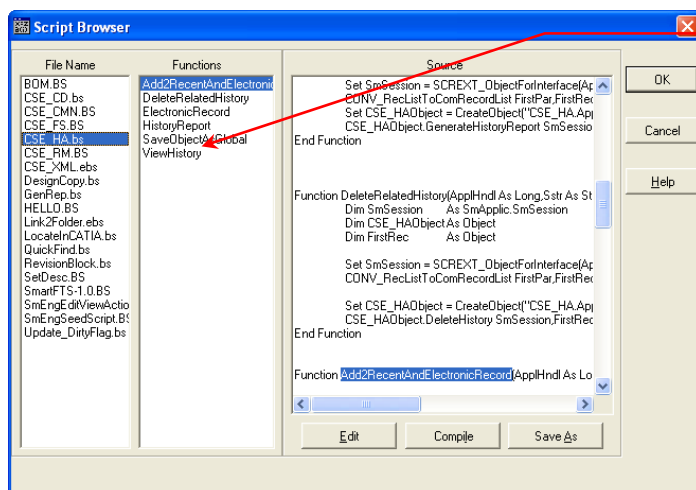 Script Browser
File Name
Functions
Source
BOM.BS
CSE_CD.bs
CSE_CMN.BS
CSE_FS.BS
CSE_HA.bs
CSE_RM.BS
CSE_XML.ebs
DesignCopy.bs
GenRep.bs
HELLO.BS
Link2Folder.ebs
LocateInCATIA.bs
QuickFind.bs
RevisionBlock.bs
SetDesc.BS
SmartFTS-1.0.BS
SmEngEditViewActio
SmEngSeedScript.BS
Update_DirtyFlag.bs
Add2RecentAndElectronic
DeleteRelatedHistory
ElectronicRecord
HistoryReport
SaveObjectAsGlobal
ViewHistory
Set SmSession = SCREXT_ObjectForInterface(Ap
CONV_RecListToComRecordList FirstPar,FirstRec
Set CSE_HAObject = CreateObject("CSE_HA.App
CSE_HAObject.GenerateHistoryReport SmSessio
End Function
Function DeleteRelatedHistory(ApplHndl As Long,Sstr As St
Dim SmSession As SmApplic.SmSession
Dim CSE_HAObject As Object
Dim FirstRec As Object
Set SmSession = SCREXT_ObjectForInterface(Ap
CONV_RecListToComRecordList FirstPar,FirstRec
Set CSE_HAObject = CreateObject("CSE_HA.App
CSE_HAObject.DeleteHistory SmSession,FirstRec
End Function
Function Add2RecentAndElectronicRecord(ApplHndl As Lo
Edit
Compile
Save As
OK
Cancel
Help